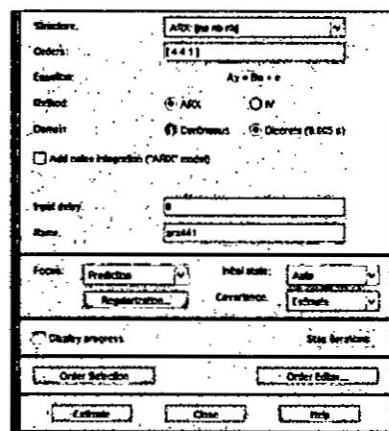 Structure: ARX: [na nb nk]
Orders: [4 4 1]
Equation: Ay = Bu + e
Method: ARX IV
Domain: Continuous Discrete (0.005 s)
Add noise integration ("ARIX" model)
Input delay: 0
Name: arx441
Focus: Prediction Initial state: Auto
Regularization... Covariance: Estimate
Display progress Stop iterations
Order Selection Order Editor...
Estimate Close Help